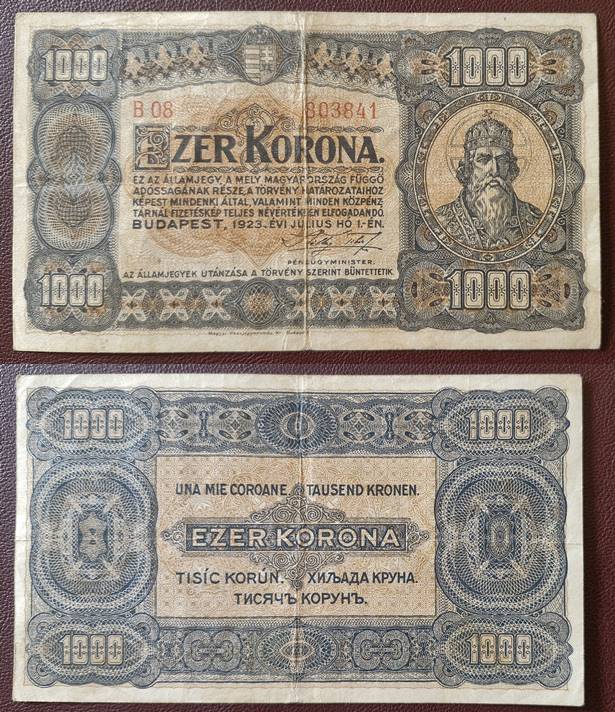 1000
1000
B 08
803841
EZER KORONA.
EZ AZ ÁLLAMJEGY A MELY MAGYARORSZÁG FÜGGŐ
ADÓSSÁGÁNAK RÉSZE, A TÖRVÉNY HATÁROZATAIHOZ
KÉPEST MINDENKI ÁLTAL, VALAMINT MINDEN KÖZPÉNZ-
TÁRNÁL FIZETÉSKÉP TELJES NÉVÉRTÉKBEN ELFOGADANDÓ.
BUDAPEST, 1923. ÉVI JÚLIUS HÓ 1-ÉN.
PÉNZÜGYMINISTER.
AZ ÁLLAMJEGYEK UTÁNZÁSA A TÖRVÉNY SZERINT BÜNTETTETIK.
1000
1000
1000
1000
UNA MIE COROANE. TAUSEND KRONEN.
EZER KORONA
TISÍC KORÚN. ХИЉАДА КРУНА.
ТИСЯЧЪ КОРУНЪ.
1000
1000